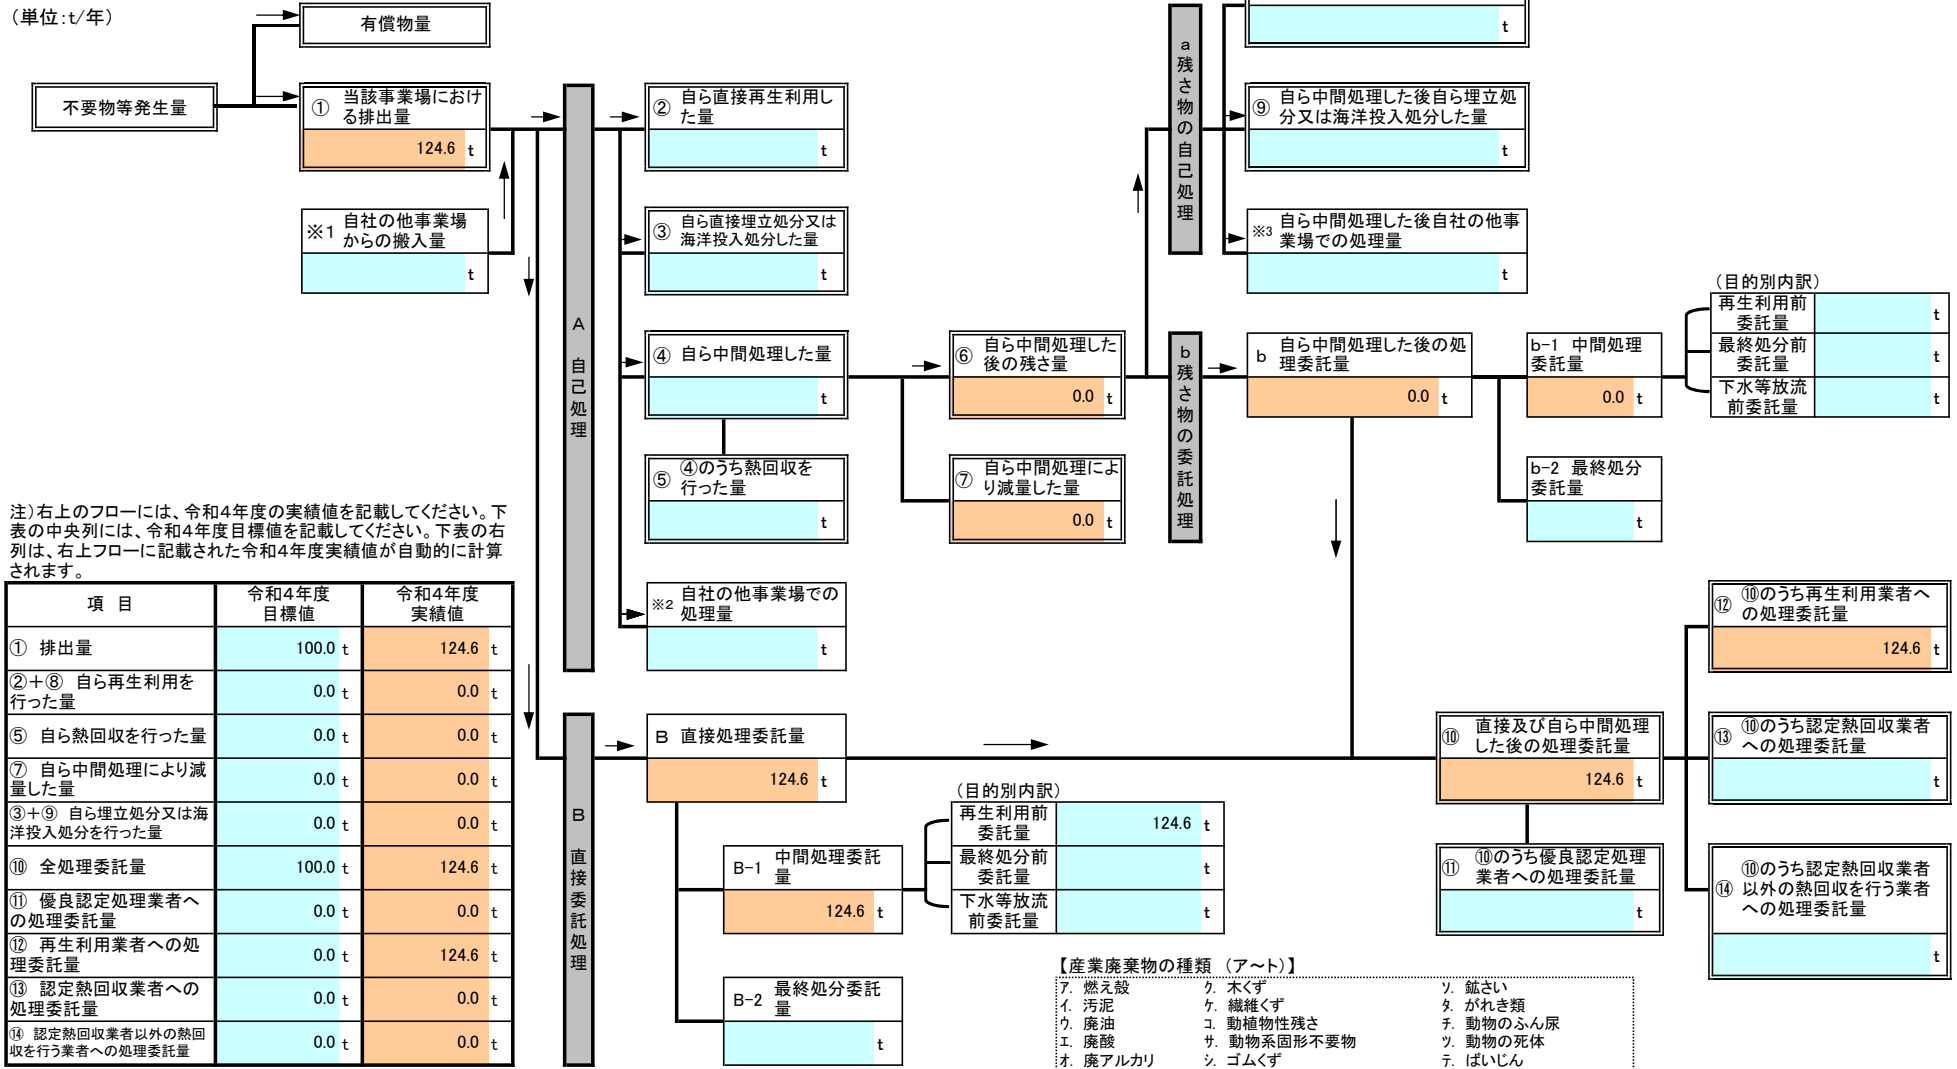 (単位:t/年)
有償物量
不要物等発生量
① 当該事業場におけ
る排出量
124.6 t
※1 自社の他事業場
からの搬入量
t
A 自己処理
② 自ら直接再生利用し
た量
t
③ 自ら直接埋立処分又は
海洋投入処分した量
t
④ 自ら中間処理した量
t
⑤ ④のうち熱回収を
行った量
t
※2 自社の他事業場での
処理量
t
⑥ 自ら中間処理した
後の残さ量
0.0 t
⑦ 自ら中間処理によ
り減量した量
0.0 t
a 残さ物の自己処理
t
⑨ 自ら中間処理した後自ら埋立処
分又は海洋投入処分した量
t
※3 自ら中間処理した後自社の他事
業場での処理量
t
b 残さ物の委託処理
b 自ら中間処理した後の処
理委託量
0.0 t
b-1 中間処理
委託量
0.0 t
b-2 最終処分
委託量
t
(目的別内訳)
再生利用前
委託量
t
最終処分前
委託量
t
下水等放流
前委託量
t
注)右上のフローには、令和4年度の実績値を記載してください。下
表の中央列には、令和4年度目標値を記載してください。下表の右
列は、右上フローに記載された令和4年度実績値が自動的に計算
されます。
項 目 令和4年度
目標値 令和4年度
実績値
① 排出量 100.0 t 124.6 t
②+⑧ 自ら再生利用を
行った量 0.0 t 0.0 t
⑤ 自ら熱回収を行った量 0.0 t 0.0 t
⑦ 自ら中間処理により減
量した量 0.0 t 0.0 t
③+⑨ 自ら埋立処分又は海
洋投入処分を行った量 0.0 t 0.0 t
⑩ 全処理委託量 100.0 t 124.6 t
⑪ 優良認定処理業者へ
の処理委託量 0.0 t 0.0 t
⑫ 再生利用業者への処
理委託量 0.0 t 124.6 t
⑬ 認定熱回収業者への
処理委託量 0.0 t 0.0 t
⑭ 認定熱回収業者以外の熱回
収を行う業者への処理委託量 0.0 t 0.0 t
B 直接委託処理
B 直接処理委託量
124.6 t
B-1 中間処理委託
量
124.6 t
B-2 最終処分委託
量
t
(目的別内訳)
再生利用前
委託量
124.6 t
最終処分前
委託量
t
下水等放流
前委託量
t
⑩ 直接及び自ら中間処理
した後の処理委託量
124.6 t
⑪ ⑩のうち優良認定処理
業者への処理委託量
t
⑫ ⑩のうち再生利用業者へ
の処理委託量
124.6 t
⑬ ⑩のうち認定熱回収業者
への処理委託量
t
⑭ ⑩のうち認定熱回収業者
以外の熱回収を行う業者
への処理委託量
t
【産業廃棄物の種類 (ア~ト)】
ア. 燃え殻 ク. 木くず ソ. 鉱さい
イ. 汚泥 ケ. 繊維くず タ. がれき類
ウ. 廃油 コ. 動植物性残さ チ. 動物のふん尿
エ. 廃酸 サ. 動物系固形不要物 ツ. 動物の死体
オ. 廃アルカリ シ. ゴムくず テ. ばいじん